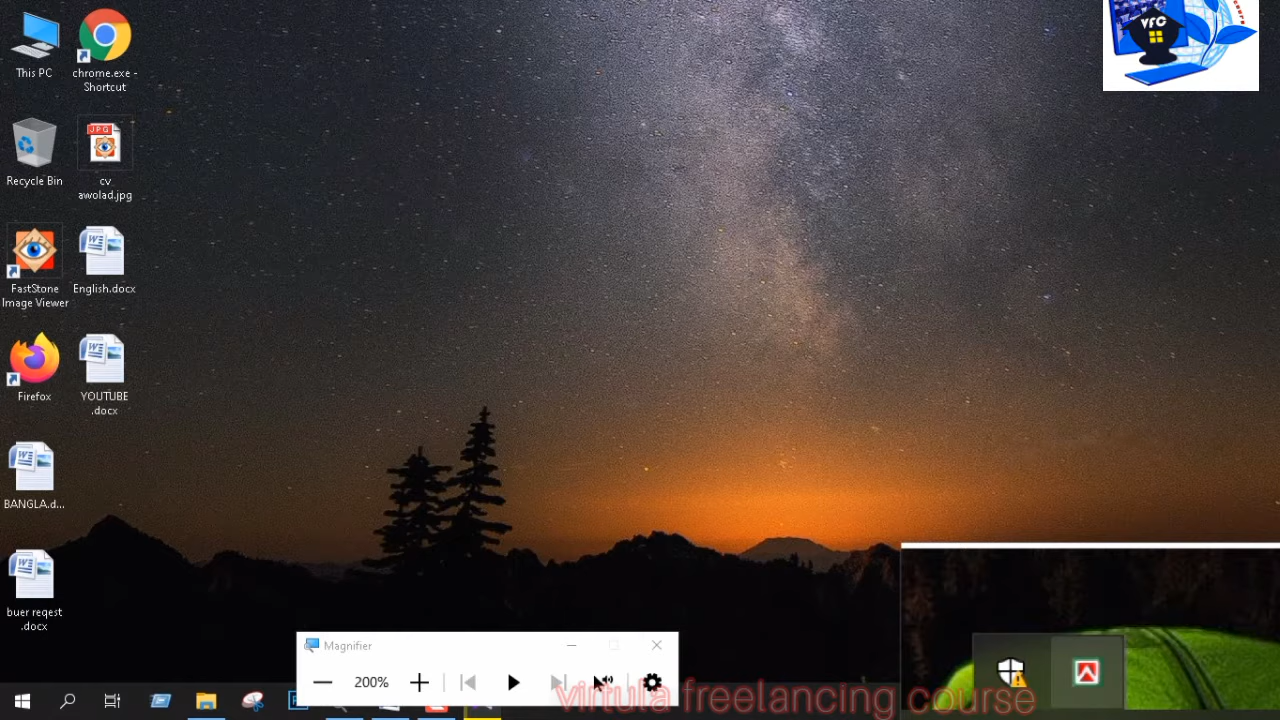 VFC
This PC
chrome.exe -
Shortcut
Recycle Bin
cv
awolad.jpg
JPG
FastStone
Image Viewer
English.docx
Firefox
YOUTUBE
.docx
BANGLA.d...
buer reqest
.docx
Magnifier
200%
virtula freelancing course